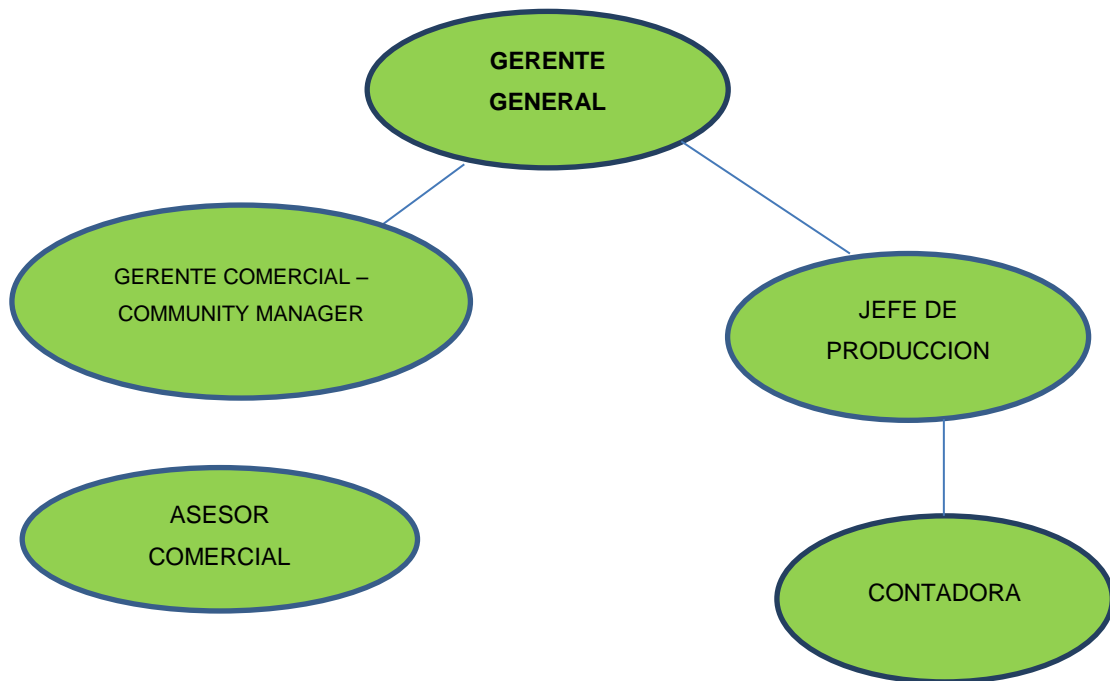 GERENTE
GENERAL
GERENTE COMERCIAL –
COMMUNITY MANAGER
JEFE DE
PRODUCCION
ASESOR
COMERCIAL
CONTADORA